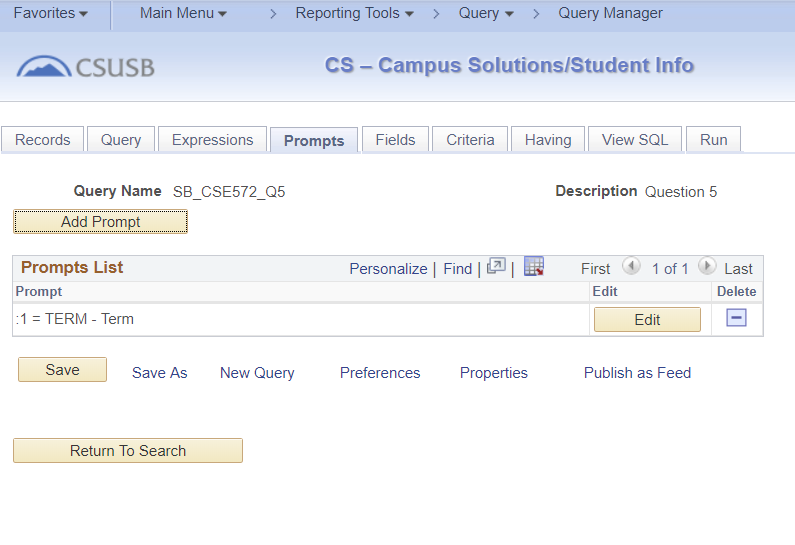 Favorites Main Menu > Reporting Tools > Query > Query Manager
CSUSB CS – Campus Solutions/Student Info
Records Query Expressions Prompts Fields Criteria Having View SQL Run
Query Name SB_CSE572_Q5 Description Question 5
Add Prompt
Prompts List Personalize | Find | | First 1 of 1 Last
Prompt Edit Delete
:1 = TERM - Term Edit
Save Save As New Query Preferences Properties Publish as Feed
Return To Search